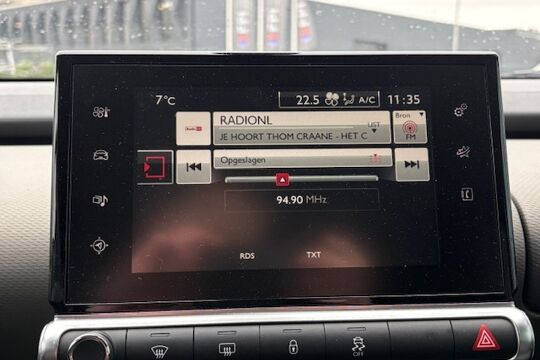 7°C 22.5 A/C 11:35
RADIONL LIST Bron
JE HOORT THOM CRAANE - HET C FM
Opgeslagen
94.90 MHz
RDS TXT